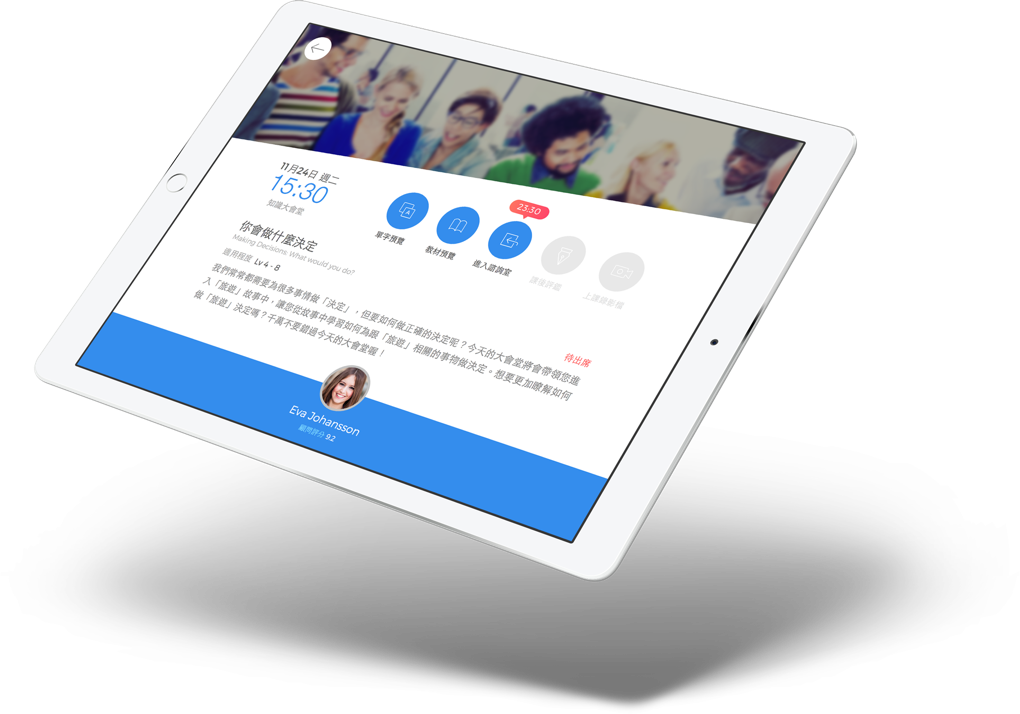 11月24日 週二
15:30
知識大會堂
23:30
單字預覽
教材預覽
進入諮詢室
課後評鑑
上課錄影檔
你會做什麼決定
Making Decisions: What would you do?
適用程度 Lv 4 - 8
待出席
我們常常都需要為很多事情做「決定」，但要如何做正確的決定呢？今天的大會堂將會帶領您進
入「旅遊」故事中，讓您從故事中學習如何為跟「旅遊」相關的事物做決定。想要更加瞭解如何
做「旅遊」決定嗎？千萬不要錯過今天的大會堂喔！
Eva Johansson
顧問評分 9.2